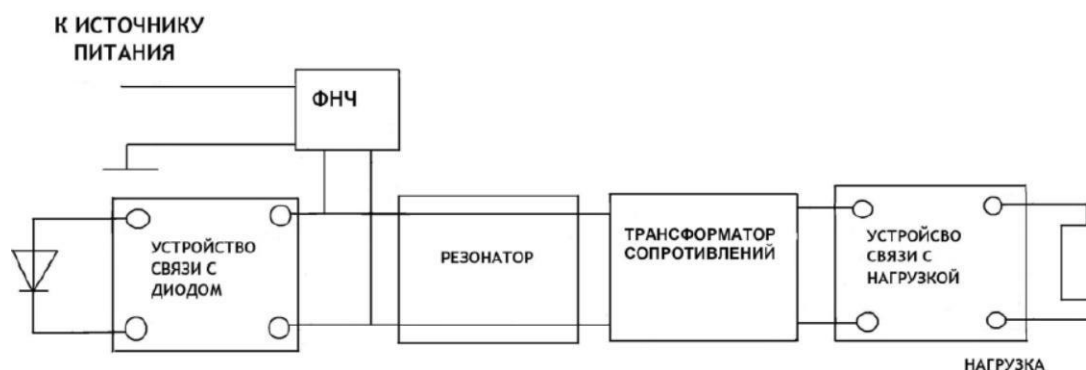 К ИСТОЧНИКУ
ПИТАНИЯ
ФНЧ
УСТРОЙСТВО
СВЯЗИ С
ДИОДОМ
РЕЗОНАТОР
ТРАНСФОРМАТОР
СОПРОТИВЛЕНИЙ
УСТРОЙСВО
СВЯЗИ С
НАГРУЗКОЙ
НАГРУЗКА